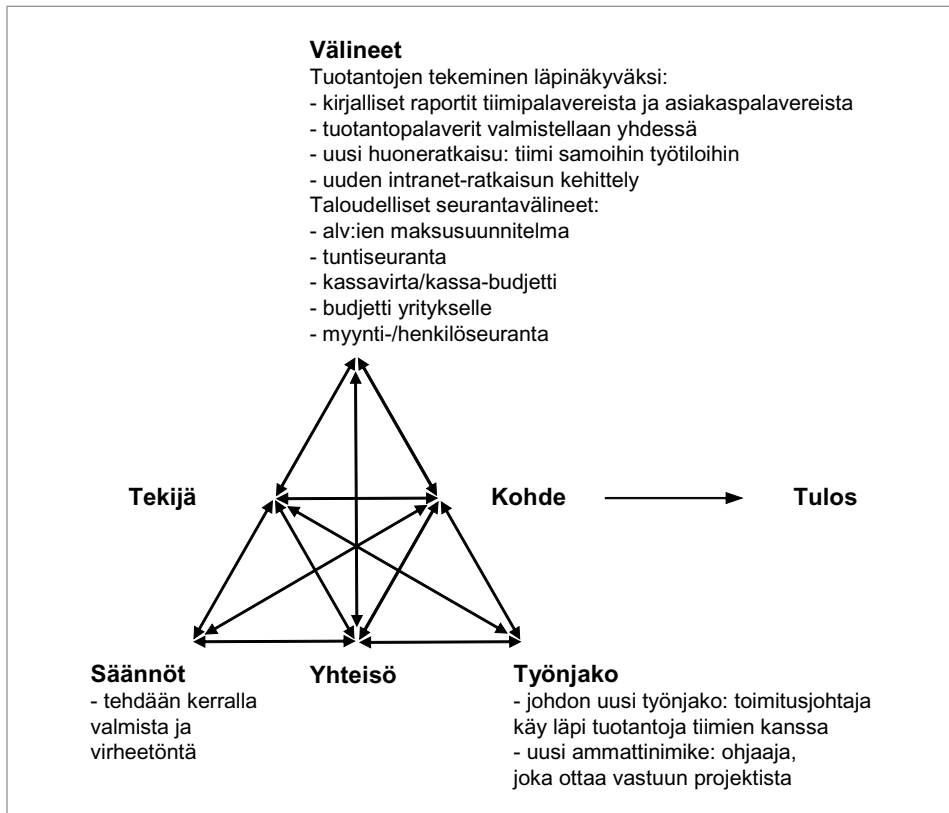 Välineet
Tuotantojen tekeminen läpinäkyväksi:
- kirjalliset raportit tiimipalavereista ja asiakaspalavereista
- tuotantopalaverit valmistellaan yhdessä
- uusi huoneratkaisu: tiimi samoihin työtiloihin
- uuden intranet-ratkaisun kehittely
Taloudelliset seurantavälineet:
- alv:ien maksusuunnitelma
- tuntiseuranta
- kassavirta/kassa-budjetti
- budjetti yritykselle
- myynti-/henkilöseuranta
Tekijä
Kohde
Tulos
Säännöt
- tehdään kerralla
valmista ja
virheetöntä
Yhteisö
Työnjako
- johdon uusi työnjako: toimitusjohtaja
käy läpi tuotantoja tiimien kanssa
- uusi ammattinimike: ohjaaja,
joka ottaa vastuun projektista